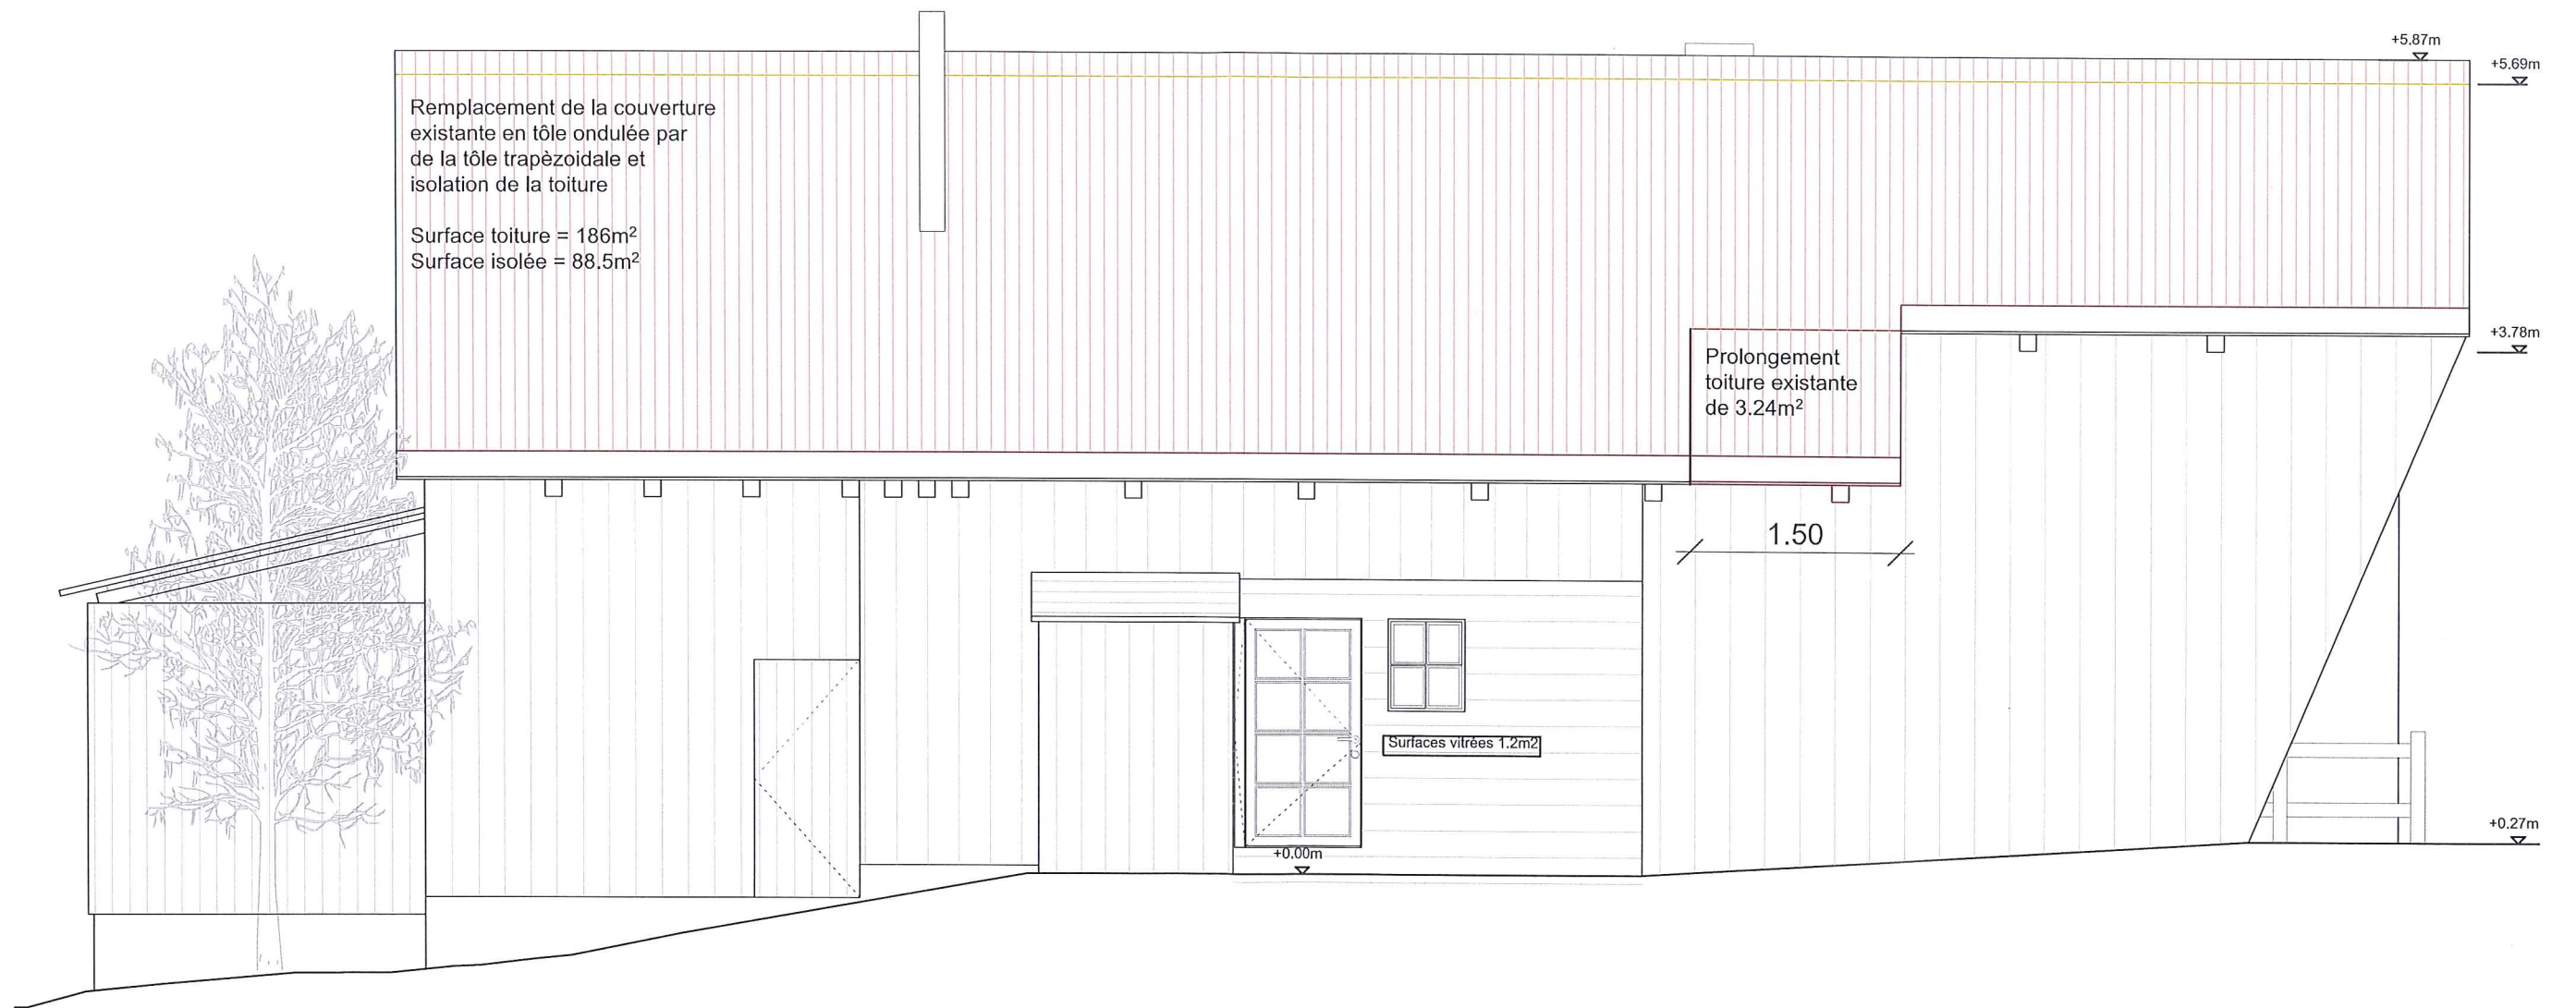 +5.87m
+5.69m
Remplacement de la couverture
existante en tôle ondulée par
de la tôle trapèzoidale et
isolation de la toiture
Surface toiture = 186m²
Surface isolée = 88.5m²
+3.78m
Prolongement
toiture existante
de 3.24m²
1.50
Surfaces vitrées 1.2m2
+0.27m
+0.00m